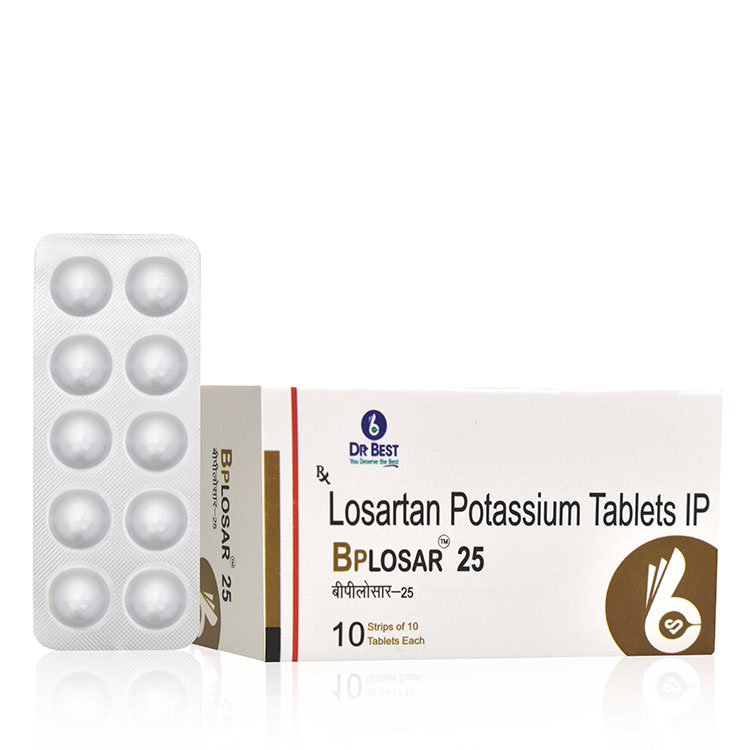 DR BEST
You Deserve the Best
Rx
Losartan Potassium Tablets IP
BPLOSAR™ 25
बीपीलोसार–25
10 Strips of 10
Tablets Each
BPLOSAR™ 25
बीपीलोसार–25